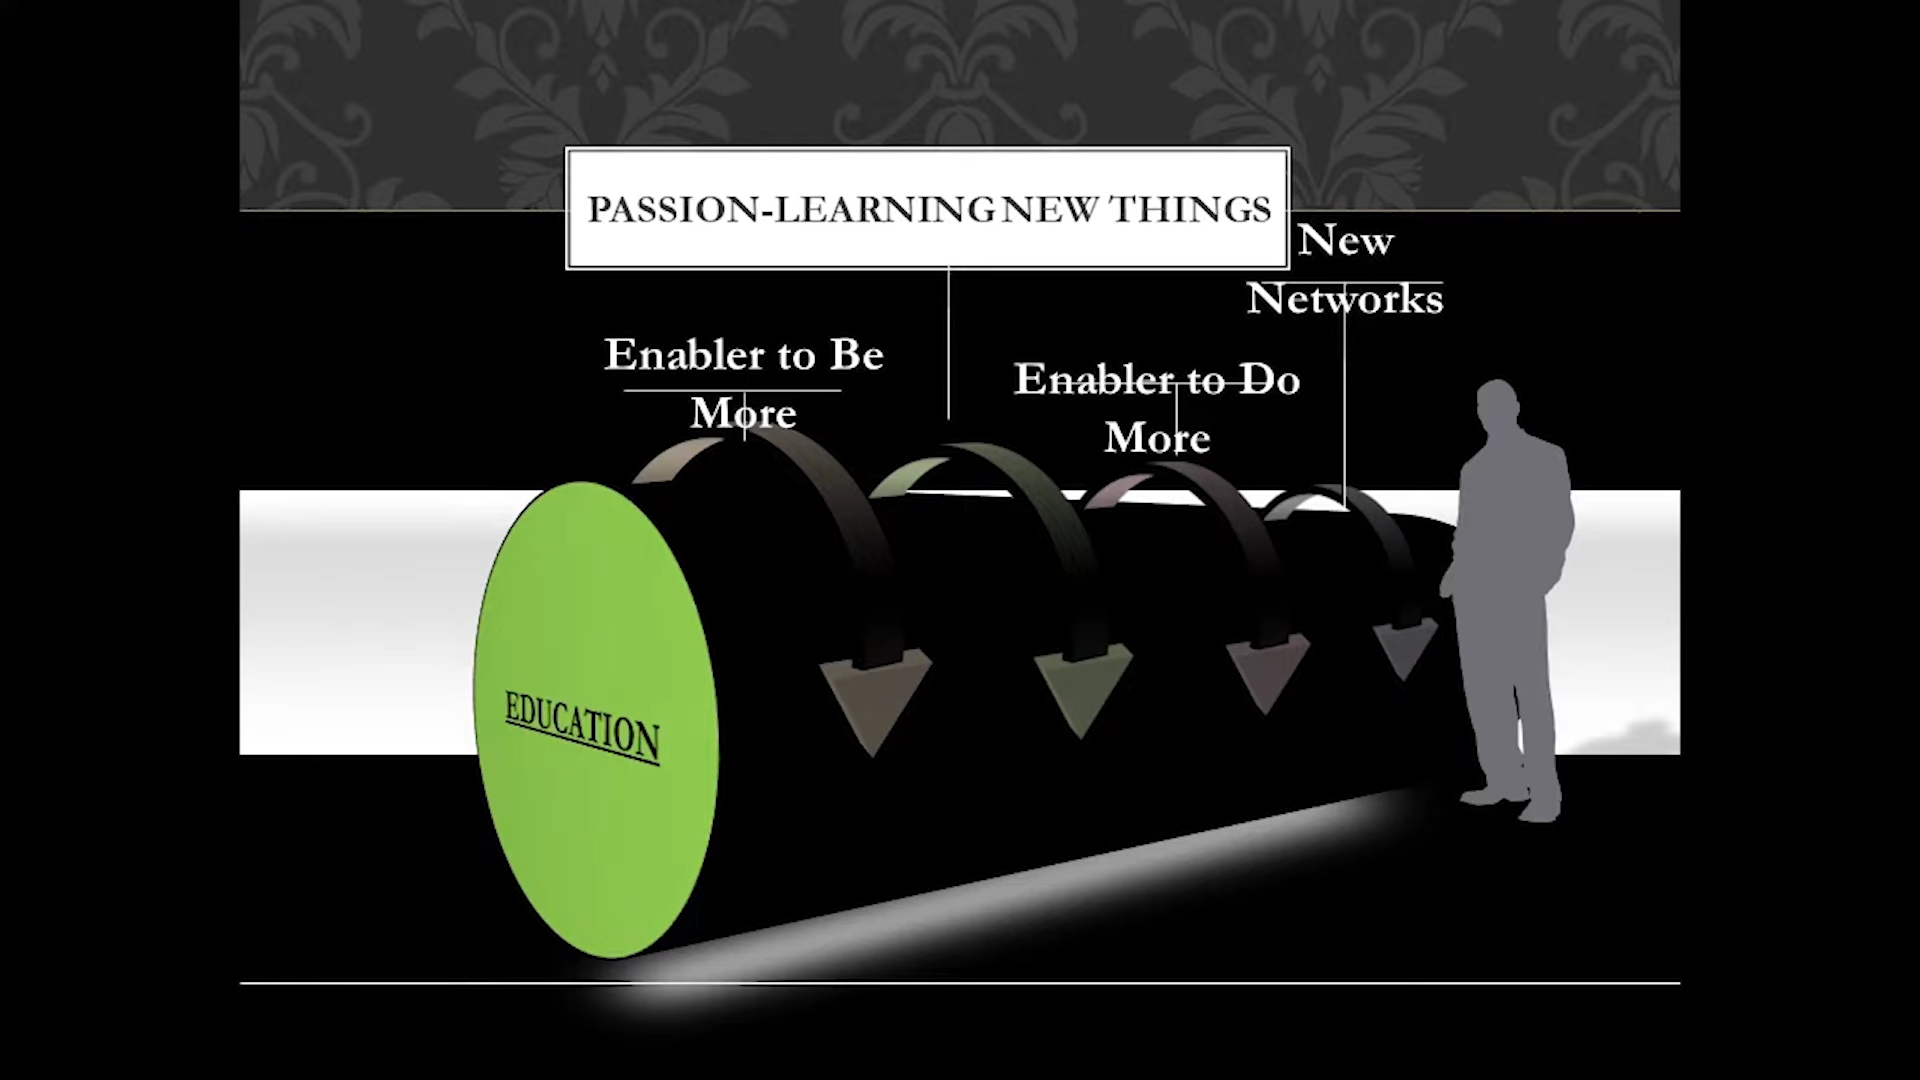 PASSION-LEARNING NEW THINGS
New
Networks
Enabler to Be
More
Enabler to Do
More
EDUCATION